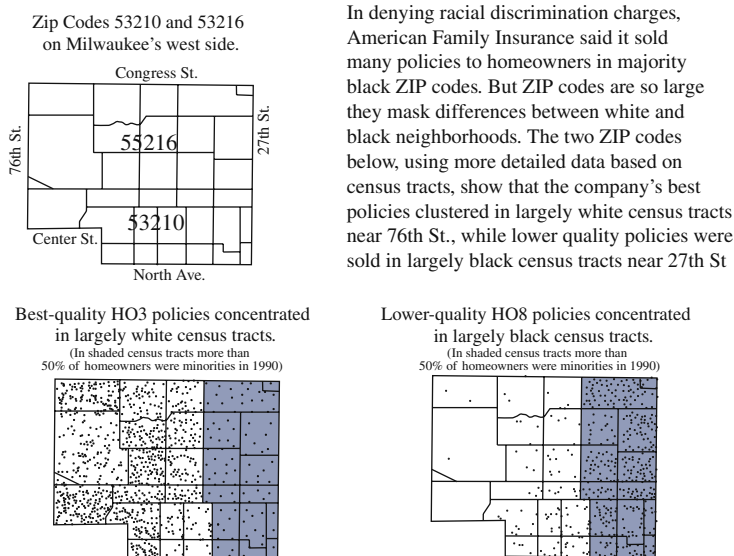 Zip Codes 53210 and 53216
on Milwaukee's west side.
Congress St.
76th St.
27th St.
55216
53210
Center St.
North Ave.
In denying racial discrimination charges,
American Family Insurance said it sold
many policies to homeowners in majority
black ZIP codes. But ZIP codes are so large
they mask differences between white and
black neighborhoods. The two ZIP codes
below, using more detailed data based on
census tracts, show that the company's best
policies clustered in largely white census tracts
near 76th St., while lower quality policies were
sold in largely black census tracts near 27th St
Best-quality HO3 policies concentrated
in largely white census tracts.
(In shaded census tracts more than
50% of homeowners were minorities in 1990)
Lower-quality HO8 policies concentrated
in largely black census tracts.
(In shaded census tracts more than
50% of homeowners were minorities in 1990)